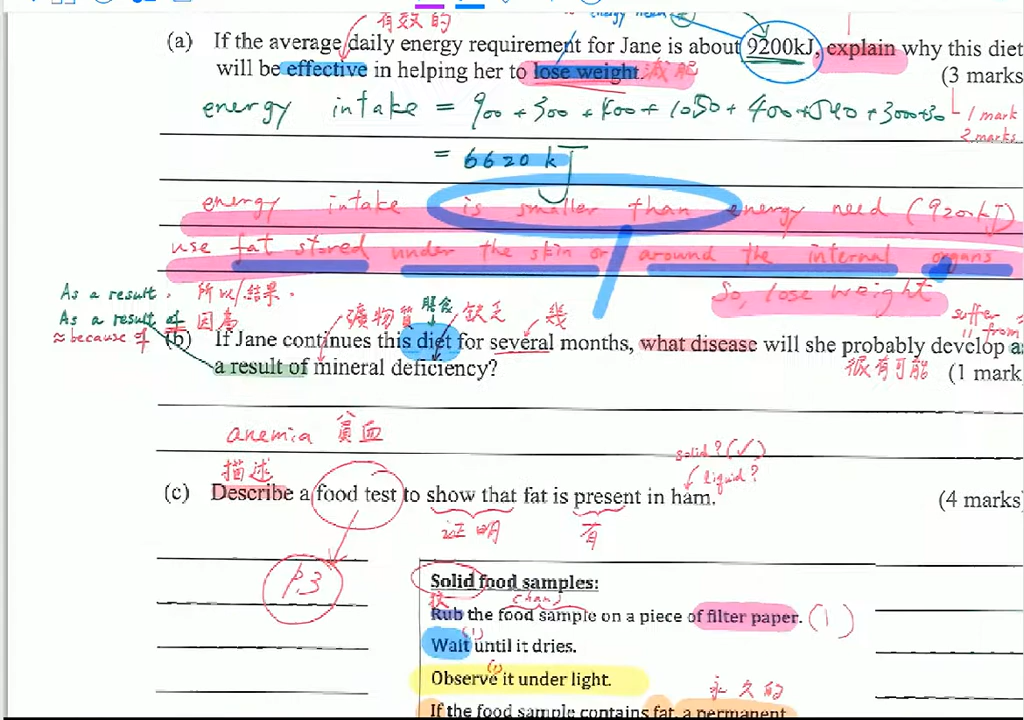 有效的
(a) If the average daily energy requirement for Jane is about 9200kJ, explain why this diet
will be effective in helping her to lose weight. 減肥 (3 marks
energy intake = 900 + 300 + 400 + 1050 + 400 + 540 + 3000 + 30
1 mark
2 marks
= 6620 kJ
energy intake is smaller than energy need (9200kJ)
use fat stored under the skin or around the internal organs
So, lose weight
As a result, 所以/結果.
As a result of 因為
≈ because of
礦物質 膳食 缺乏 幾 suffer from
(b) If Jane continues this diet for several months, what disease will she probably develop a
a result of mineral deficiency? 很有可能 (1 mark
anemia 貧血
描述 solid? (✓)
liquid?
(c) Describe a food test to show that fat is present in ham. (4 marks
证明 有
P.3
Solid food samples:
(ham)
Rub the food sample on a piece of filter paper. (1)
(1)
Wait until it dries.
(1)
Observe it under light.
永久的
If the food sample contains fat, a permanent